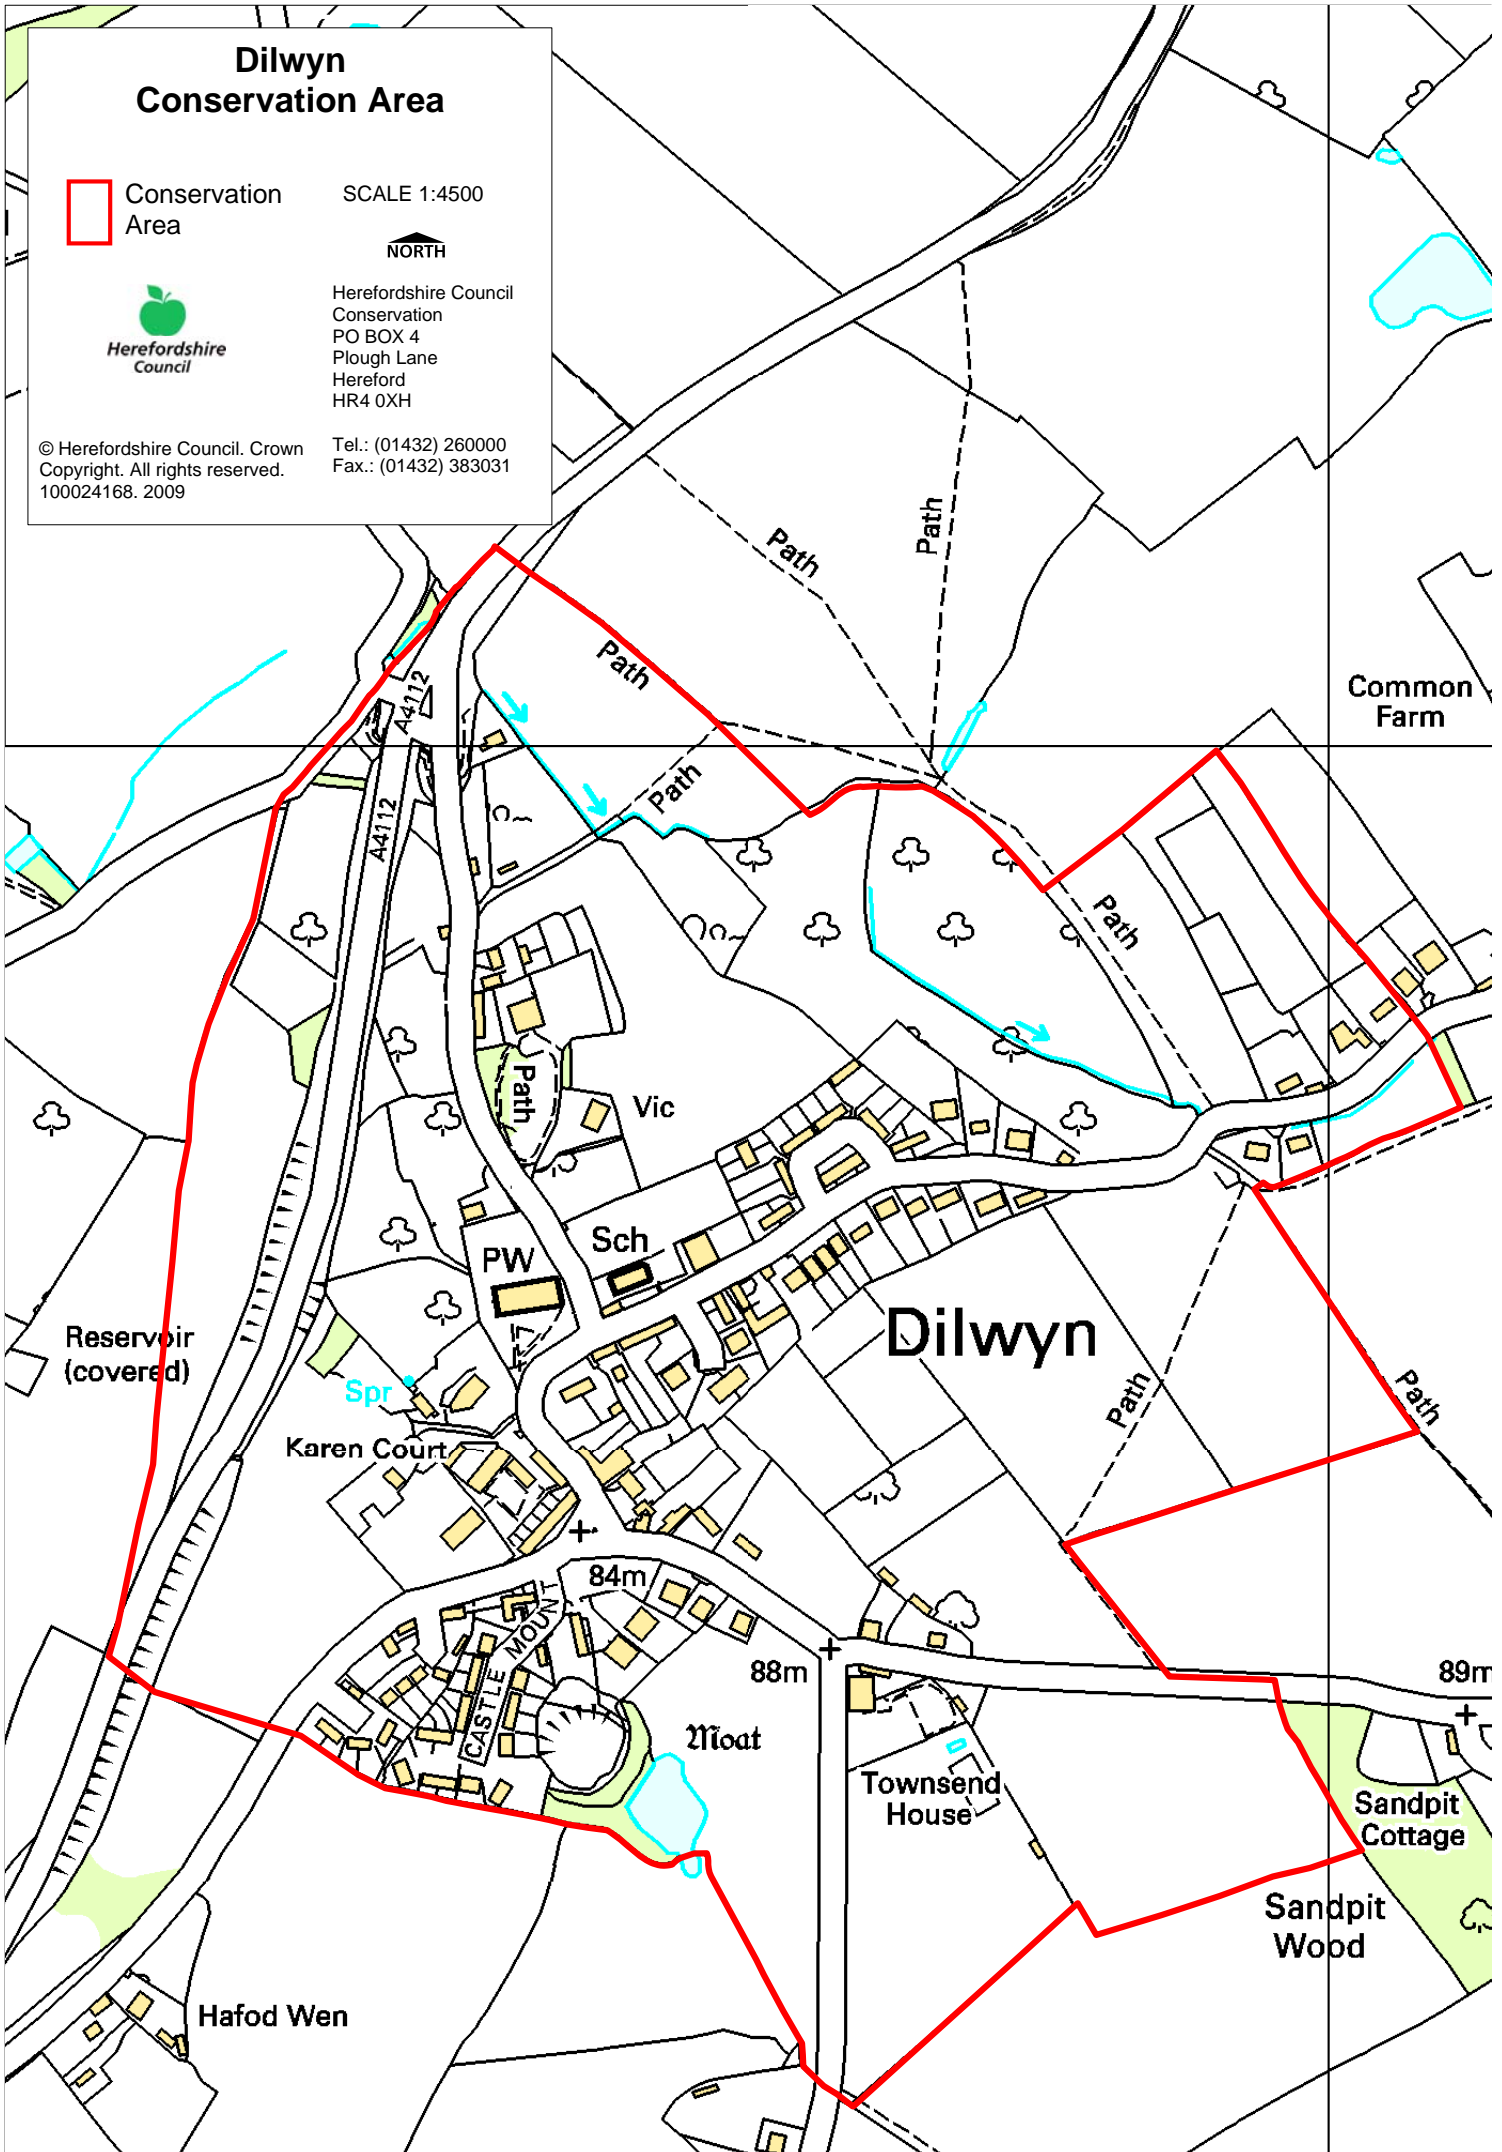 Dilwyn
Conservation Area
Conservation
Area
SCALE 1:4500
NORTH
Herefordshire
Council
Herefordshire Council
Conservation
PO BOX 4
Plough Lane
Hereford
HR4 0XH
Tel.: (01432) 260000
Fax.: (01432) 383031
© Herefordshire Council. Crown
Copyright. All rights reserved.
100024168. 2009
Path
Path
Path
Common
Farm
A4112
Path
A4112
Path
Path
Vic
Sch
PW
Dilwyn
Reservoir
(covered)
Spr
Path
Path
Karen Court
84m
CASTLE MOUNT
88m
89m
Moat
Townsend
House
Sandpit
Cottage
Sandpit
Wood
Hafod Wen